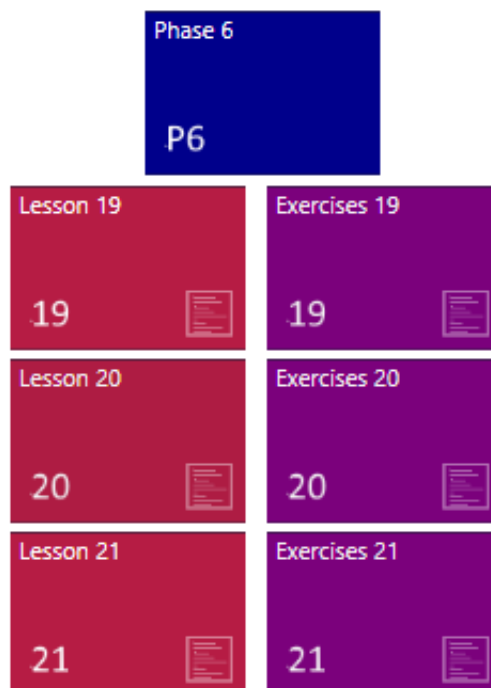 Phase 6
P6
Lesson 19
19
Exercises 19
19
Lesson 20
20
Exercises 20
20
Lesson 21
21
Exercises 21
21